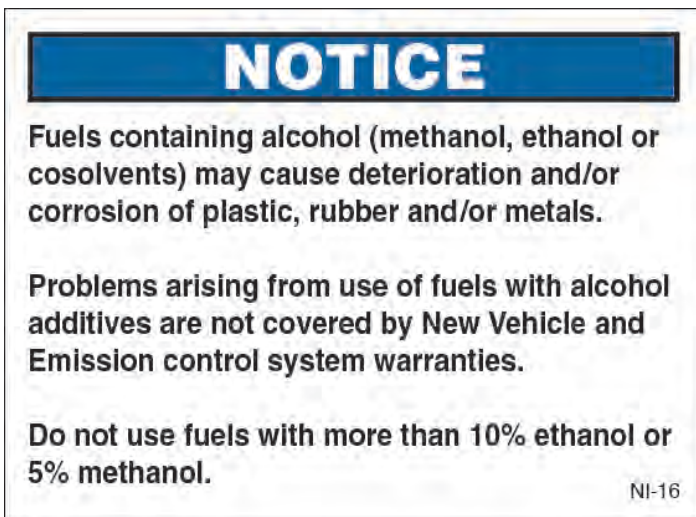 NOTICE
Fuels containing alcohol (methanol, ethanol or
cosolvents) may cause deterioration and/or
corrosion of plastic, rubber and/or metals.
Problems arising from use of fuels with alcohol
additives are not covered by New Vehicle and
Emission control system warranties.
Do not use fuels with more than 10% ethanol or
5% methanol.
NI-16